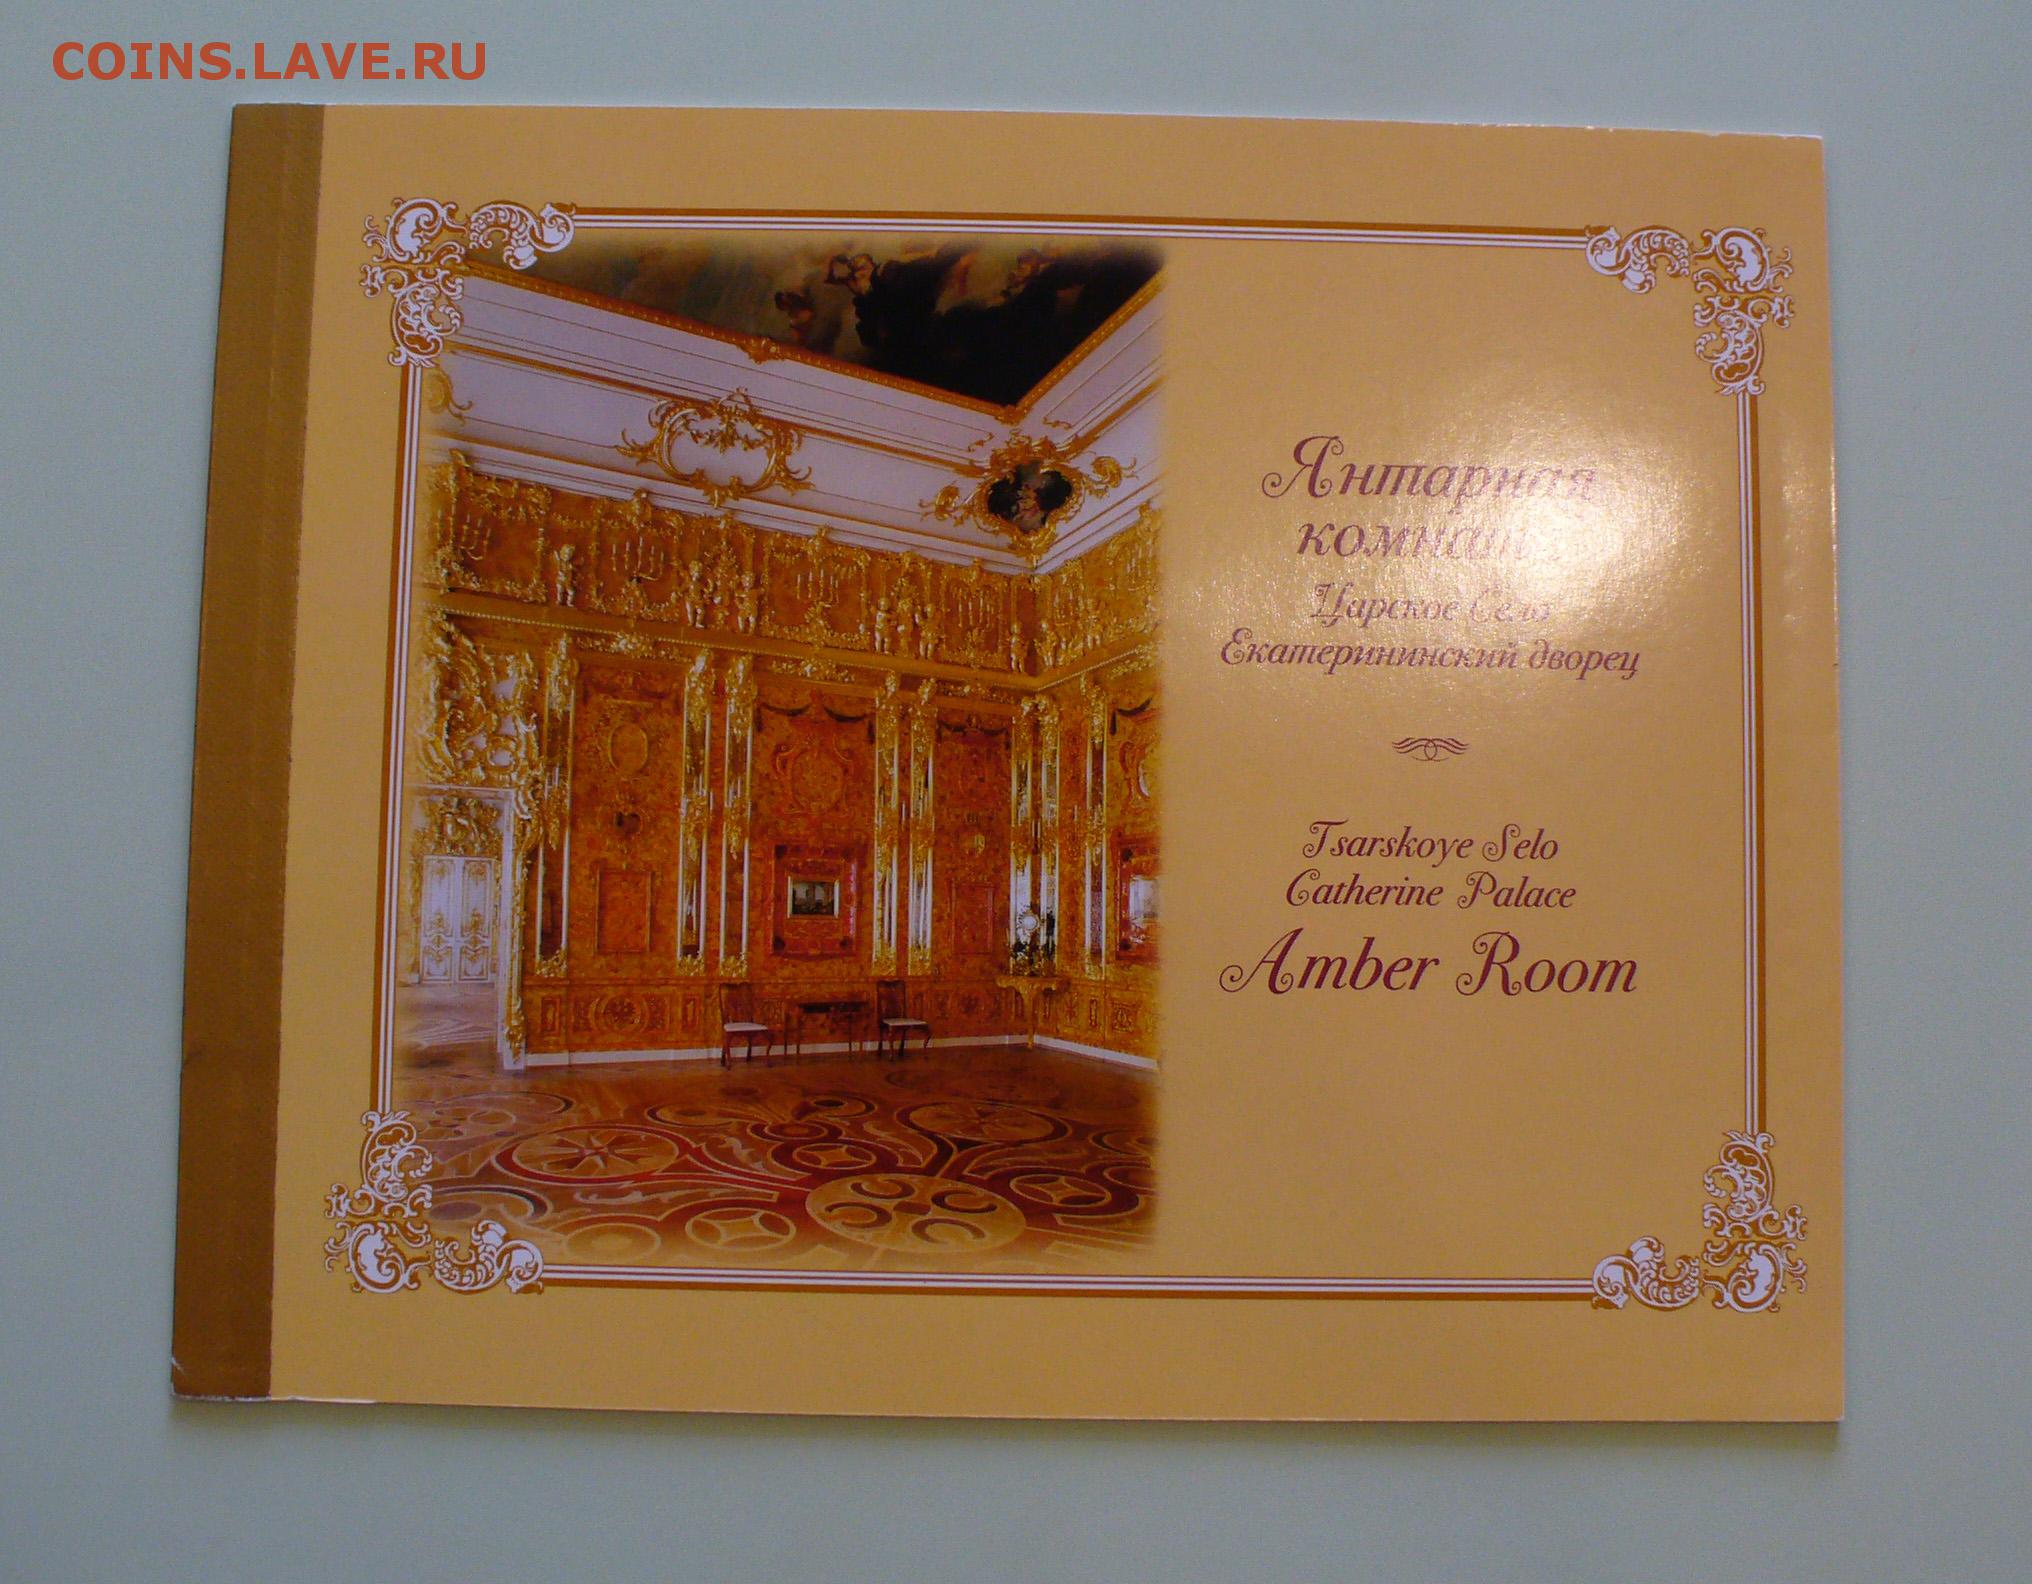 COINS.LAVE.RU
Янтарная
комната
Царское Село
Екатерининский дворец
Tsarskoye Selo
Catherine Palace
Amber Room